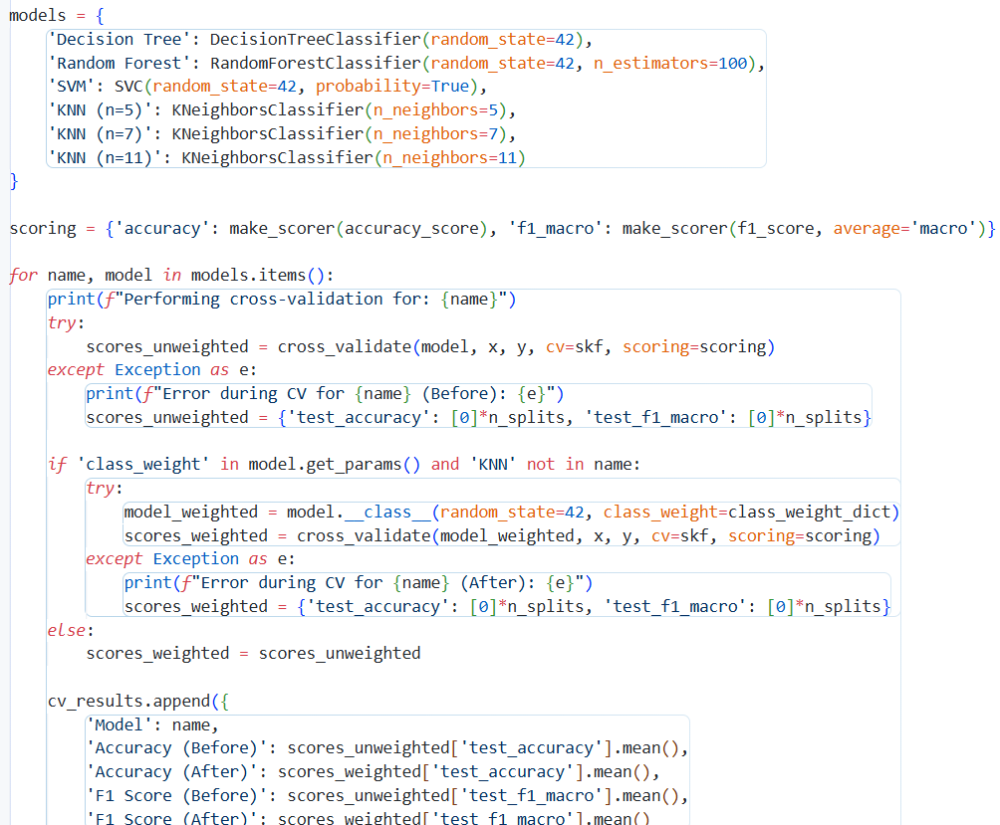 models = {
    'Decision Tree': DecisionTreeClassifier(random_state=42),
    'Random Forest': RandomForestClassifier(random_state=42, n_estimators=100),
    'SVM': SVC(random_state=42, probability=True),
    'KNN (n=5)': KNeighborsClassifier(n_neighbors=5),
    'KNN (n=7)': KNeighborsClassifier(n_neighbors=7),
    'KNN (n=11)': KNeighborsClassifier(n_neighbors=11)
}

scoring = {'accuracy': make_scorer(accuracy_score), 'f1_macro': make_scorer(f1_score, average='macro')}

for name, model in models.items():
    print(f"Performing cross-validation for: {name}")
    try:
        scores_unweighted = cross_validate(model, x, y, cv=skf, scoring=scoring)
    except Exception as e:
        print(f"Error during CV for {name} (Before): {e}")
        scores_unweighted = {'test_accuracy': [0]*n_splits, 'test_f1_macro': [0]*n_splits}

    if 'class_weight' in model.get_params() and 'KNN' not in name:
        try:
            model_weighted = model.__class__(random_state=42, class_weight=class_weight_dict)
            scores_weighted = cross_validate(model_weighted, x, y, cv=skf, scoring=scoring)
        except Exception as e:
            print(f"Error during CV for {name} (After): {e}")
            scores_weighted = {'test_accuracy': [0]*n_splits, 'test_f1_macro': [0]*n_splits}
    else:
        scores_weighted = scores_unweighted

    cv_results.append({
        'Model': name,
        'Accuracy (Before)': scores_unweighted['test_accuracy'].mean(),
        'Accuracy (After)': scores_weighted['test_accuracy'].mean(),
        'F1 Score (Before)': scores_unweighted['test_f1_macro'].mean(),
        'F1 Score (After)': scores_weighted['test_f1_macro'].mean()